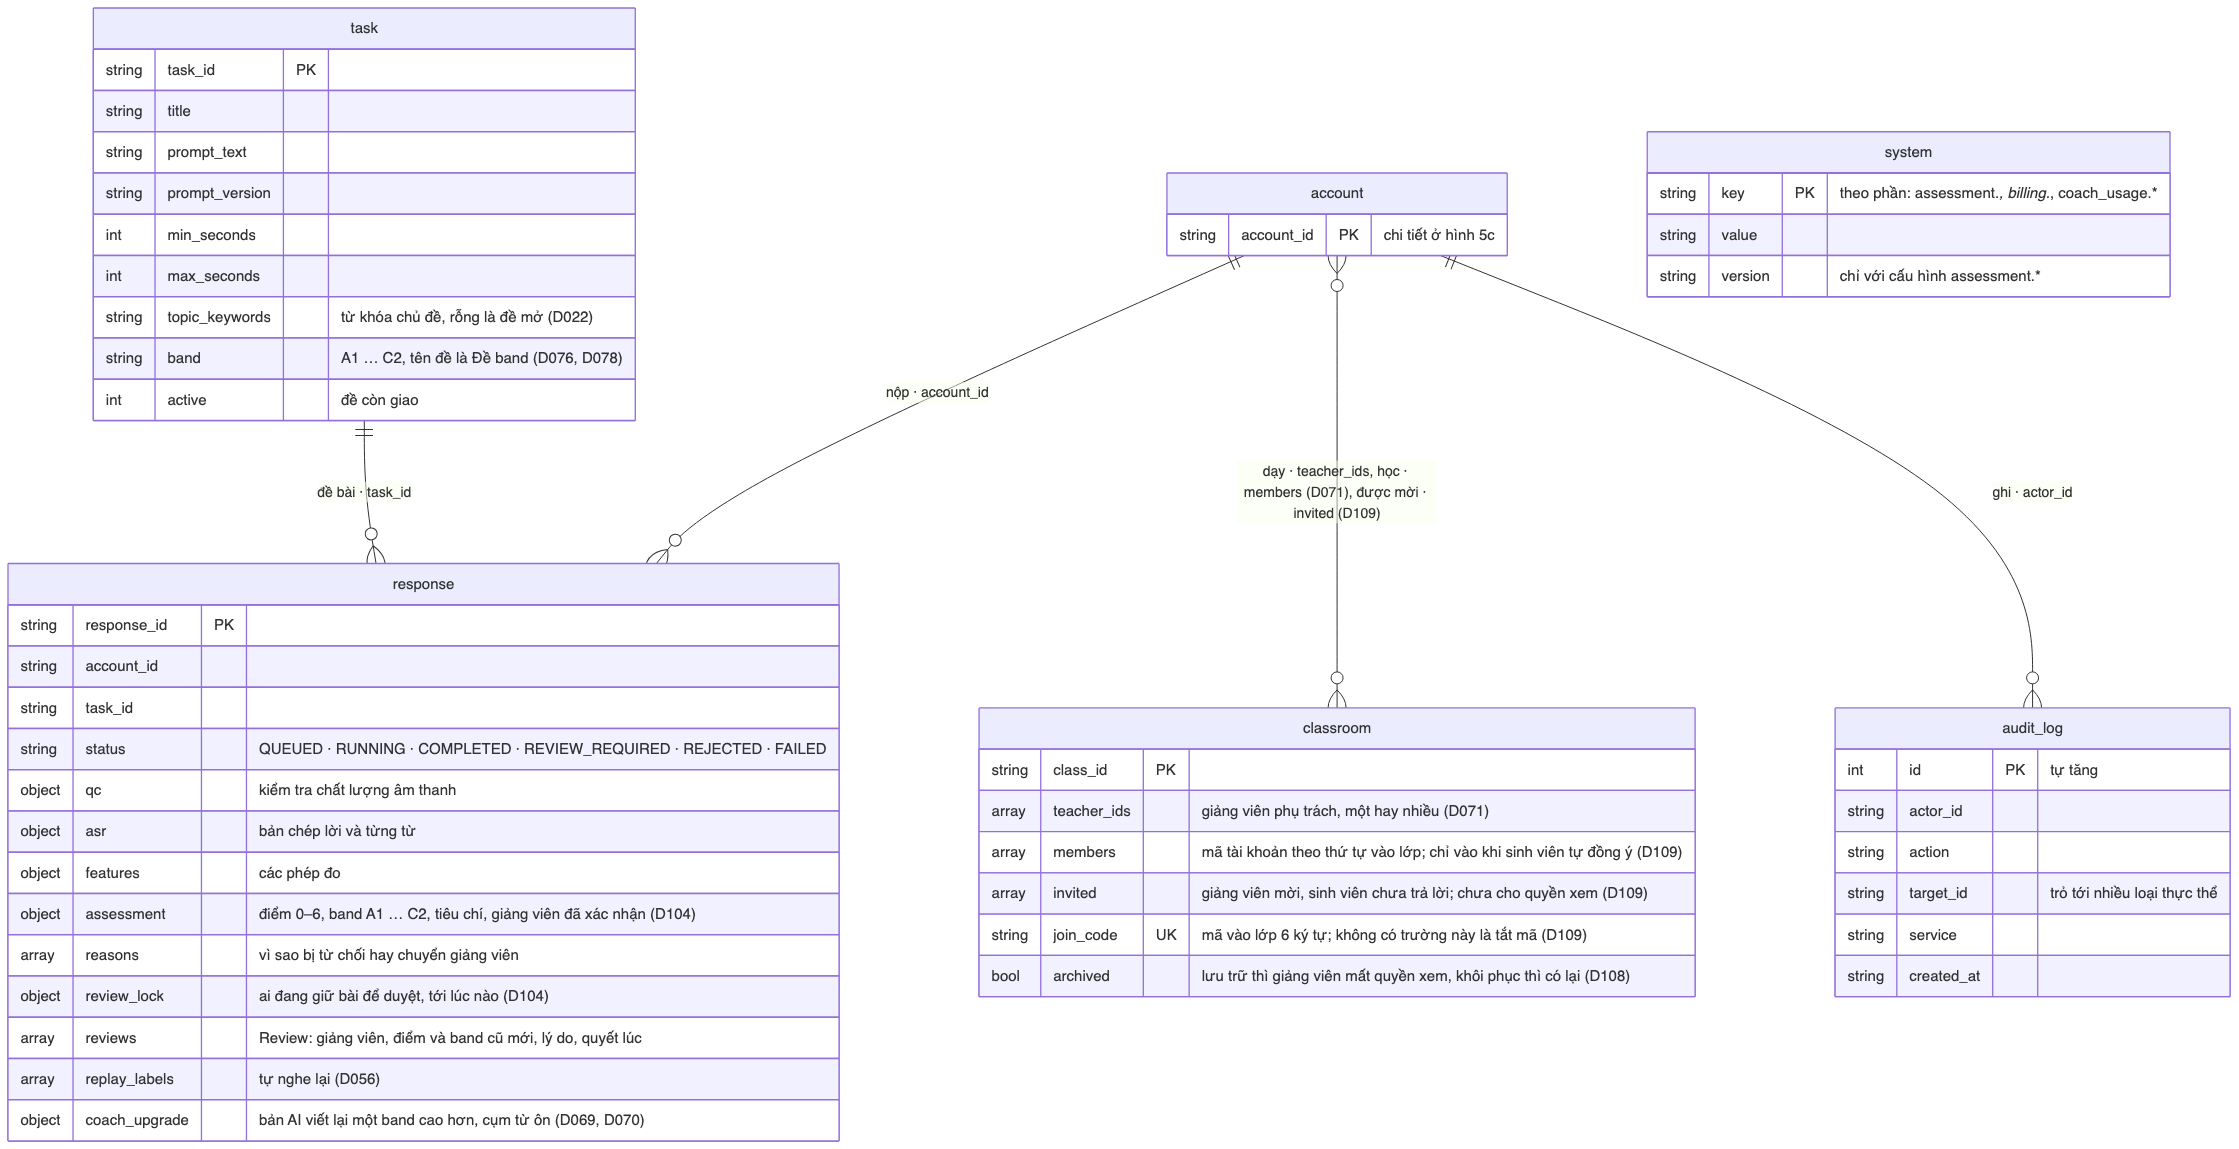 task
string task_id PK
string title
string prompt_text
string prompt_version
int min_seconds
int max_seconds
string topic_keywords từ khóa chủ đề, rỗng là đề mở (D022)
string band A1 … C2, tên đề là Đề band (D076, D078)
int active đề còn giao
account
string account_id PK chi tiết ở hình 5c
system
string key PK theo phần: assessment., billing., coach_usage.*
string value
string version chỉ với cấu hình assessment.*
đề bài · task_id
nộp · account_id
dạy · teacher_ids, học ·
members (D071), được mời ·
invited (D109)
ghi · actor_id
response
string response_id PK
string account_id
string task_id
string status QUEUED · RUNNING · COMPLETED · REVIEW_REQUIRED · REJECTED · FAILED
object qc kiểm tra chất lượng âm thanh
object asr bản chép lời và từng từ
object features các phép đo
object assessment điểm 0–6, band A1 … C2, tiêu chí, giảng viên đã xác nhận (D104)
array reasons vì sao bị từ chối hay chuyển giảng viên
object review_lock ai đang giữ bài để duyệt, tới lúc nào (D104)
array reviews Review: giảng viên, điểm và band cũ mới, lý do, quyết lúc
array replay_labels tự nghe lại (D056)
object coach_upgrade bản AI viết lại một band cao hơn, cụm từ ôn (D069, D070)
classroom
string class_id PK
array teacher_ids giảng viên phụ trách, một hay nhiều (D071)
array members mã tài khoản theo thứ tự vào lớp; chỉ vào khi sinh viên tự đồng ý (D109)
array invited giảng viên mời, sinh viên chưa trả lời; chưa cho quyền xem (D109)
string join_code UK mã vào lớp 6 ký tự; không có trường này là tắt mã (D109)
bool archived lưu trữ thì giảng viên mất quyền xem, khôi phục thì có lại (D108)
audit_log
int id PK tự tăng
string actor_id
string action
string target_id trỏ tới nhiều loại thực thể
string service
string created_at